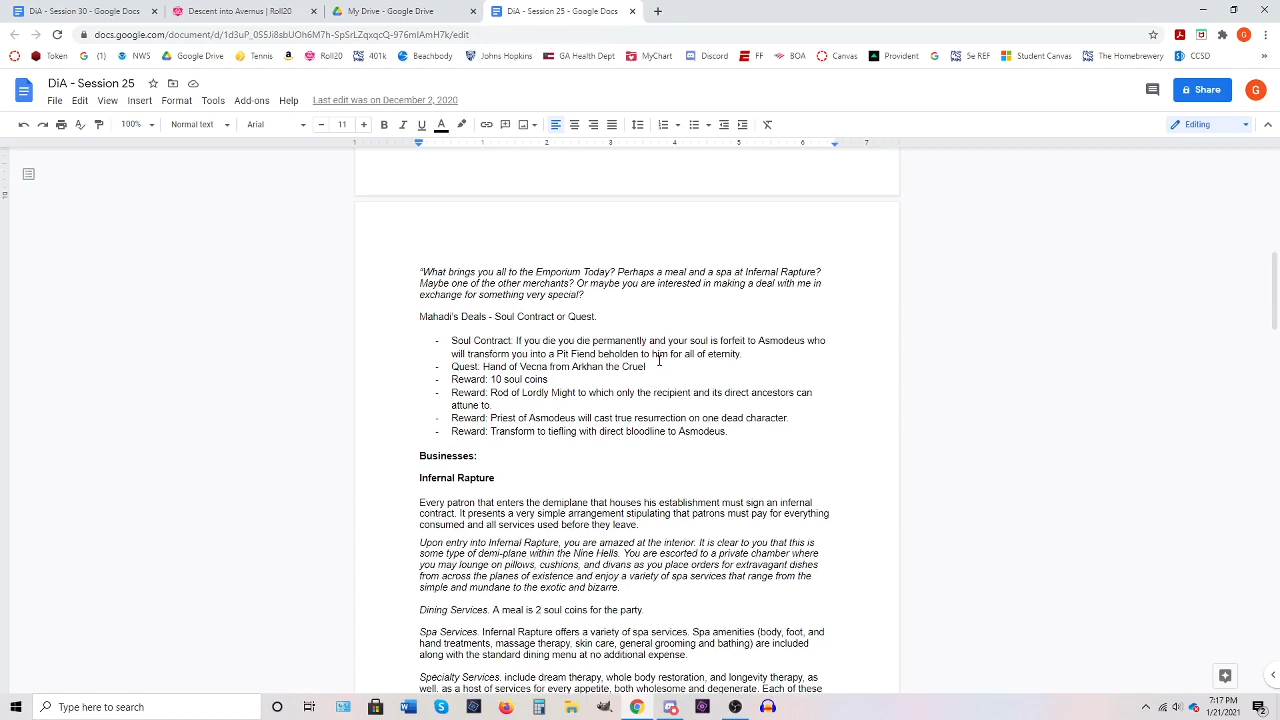 DiA - Session 30 - Google Docs
Descent into Avernus | Roll20
My Drive - Google Drive
DiA - Session 25 - Google Docs
Token
G
NWS
Google Drive
Tennis
Roll20
401k
Beachbody
Johns Hopkins
GA Health Dept
MyChart
Discord
FF
BOA
Canvas
Provident
5e REF
Student Canvas
The Homebrewery
CCSD
DiA - Session 25
File Edit View Insert Format Tools Add-ons Help Last edit was on December 2, 2020
Share
G
100% Normal text Arial 11 B I U A Editing
1 1 2 3 4 5 6 7
"What brings you all to the Emporium Today? Perhaps a meal and a spa at Infernal Rapture?
Maybe one of the other merchants? Or maybe you are interested in making a deal with me in
exchange for something very special?
Mahadi's Deals - Soul Contract or Quest.
- Soul Contract: If you die you die permanently and your soul is forfeit to Asmodeus who
will transform you into a Pit Fiend beholden to him for all of eternity.
- Quest: Hand of Vecna from Arkhan the Cruel
- Reward: 10 soul coins
- Reward: Rod of Lordly Might to which only the recipient and its direct ancestors can
attune to.
- Reward: Priest of Asmodeus will cast true resurrection on one dead character.
- Reward: Transform to tiefling with direct bloodline to Asmodeus.
Businesses:
Infernal Rapture
Every patron that enters the demiplane that houses his establishment must sign an infernal
contract. It presents a very simple arrangement stipulating that patrons must pay for everything
consumed and all services used before they leave.
Upon entry into Infernal Rapture, you are amazed at the interior. It is clear to you that this is
some type of demi-plane within the Nine Hells. You are escorted to a private chamber where
you may lounge on pillows, cushions, and divans as you place orders for extravagant dishes
from across the planes of existence and enjoy a variety of spa services that range from the
simple and mundane to the exotic and bizarre.
Dining Services. A meal is 2 soul coins for the party.
Spa Services. Infernal Rapture offers a variety of spa services. Spa amenities (body, foot, and
hand treatments, massage therapy, skin care, general grooming and bathing) are included
along with the standard dining menu at no additional expense.
Specialty Services. include dream therapy, whole body restoration, and longevity therapy, as
well, as a host of services for every appetite, both wholesome and degenerate. Each of these
Type here to search
7:17 PM
1/21/2021